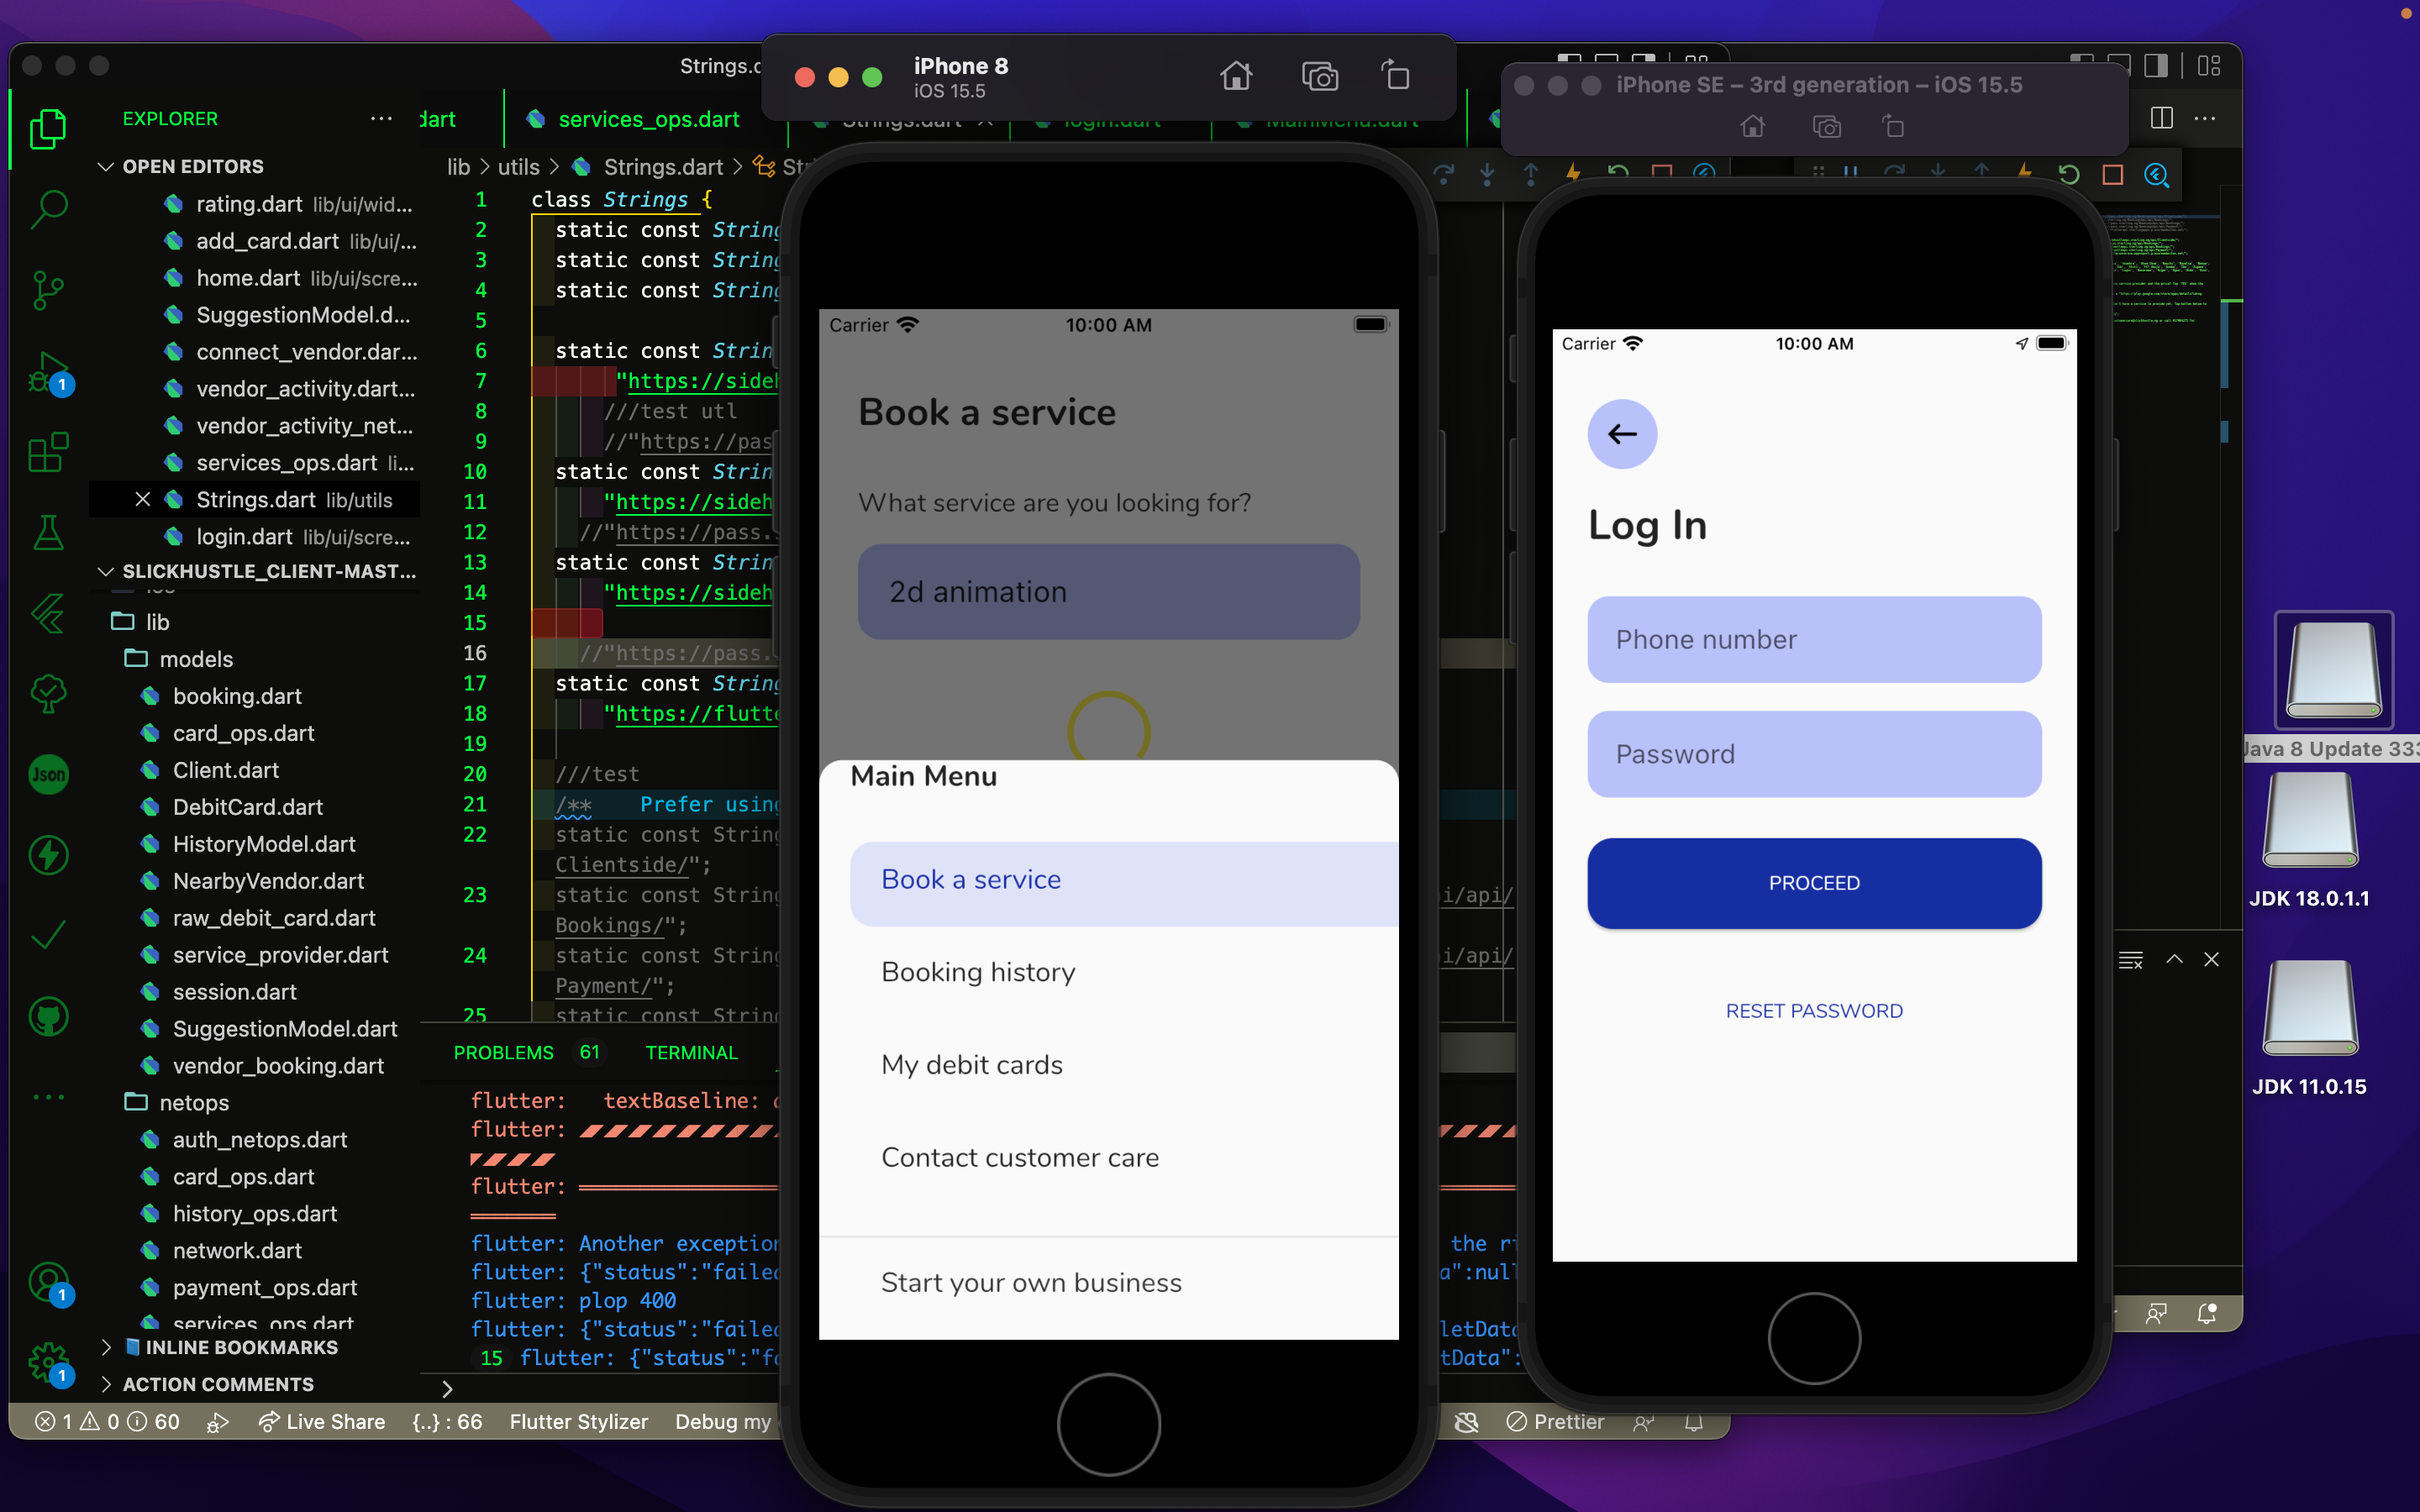 Strings.d
EXPLORER
dart
services_ops.dart
Strings.dart
login.dart
MainMenu.dart
OPEN EDITORS
rating.dart lib/ui/wid...
add_card.dart lib/ui/...
home.dart lib/ui/scre...
SuggestionModel.d...
connect_vendor.dar...
vendor_activity.dart...
vendor_activity_net...
services_ops.dart li...
Strings.dart lib/utils
login.dart lib/ui/scre...
SLICKHUSTLE_CLIENT-MAST...
lib
models
booking.dart
card_ops.dart
Client.dart
DebitCard.dart
HistoryModel.dart
NearbyVendor.dart
raw_debit_card.dart
service_provider.dart
session.dart
SuggestionModel.dart
vendor_booking.dart
netops
auth_netops.dart
card_ops.dart
history_ops.dart
network.dart
payment_ops.dart
services_ops.dart
INLINE BOOKMARKS
ACTION COMMENTS
1
1
1
Json
lib > utils > Strings.dart > Str
1 class Strings {
2 static const String
3 static const String
4 static const String
5
6 static const Strin
7 "https://sideh
8 ///test utl
9 //"https://pas
10 static const Strin
11 "https://sideh
12 //"https://pass.
13 static const Strin
14 "https://sideh
15
16 //"https://pass.
17 static const String
18 "https://flutte
19
20 ///test
21 /** Prefer using
22 static const String
Clientside/";
23 static const String
i/api/
Bookings/";
24 static const String
i/api/
Payment/";
25 static const String
PROBLEMS 61 TERMINAL
flutter: textBaseline:
flutter:
flutter:
flutter: Another exception
the ri
flutter: {"status":"failed
a":null
flutter: plop 400
flutter: {"status":"failed
letData
15 flutter: {"status":"fa
tData":
1 0 60 Live Share {..} : 66 Flutter Stylizer Debug my
Prettier
iPhone 8
iOS 15.5
Carrier 10:00 AM
Book a service
What service are you looking for?
2d animation
Main Menu
Book a service
Booking history
My debit cards
Contact customer care
Start your own business
iPhone SE – 3rd generation – iOS 15.5
Carrier 10:00 AM
Log In
Phone number
Password
PROCEED
RESET PASSWORD
Java 8 Update 333
JDK 18.0.1.1
JDK 11.0.15